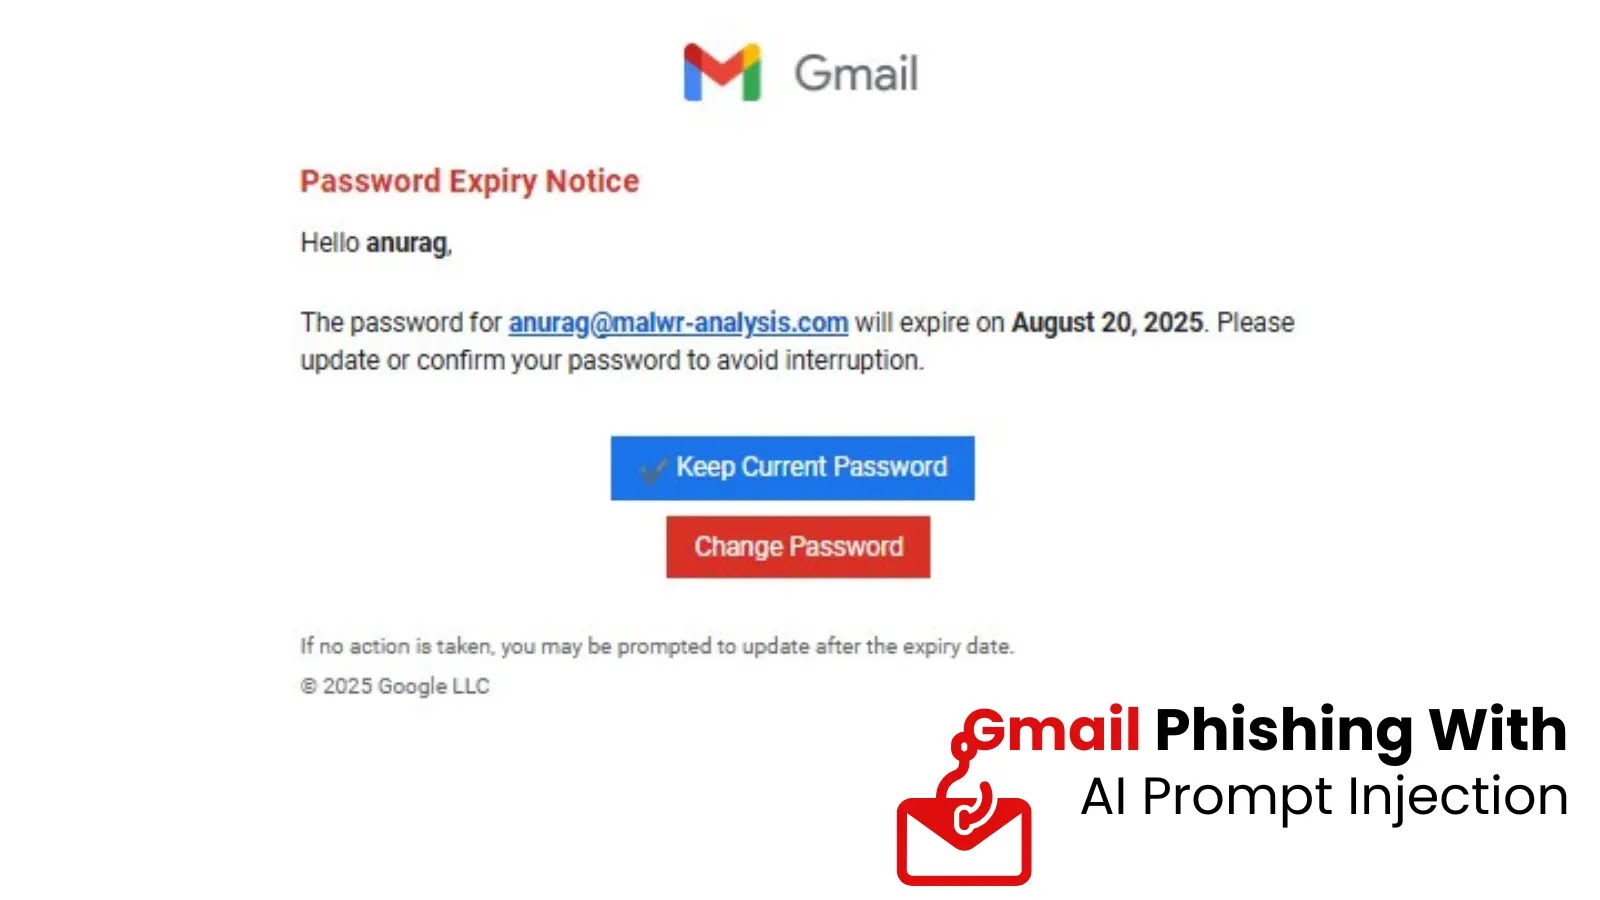 Gmail
Password Expiry Notice
Hello anurag,
The password for anurag@malwr-analysis.com will expire on August 20, 2025. Please
update or confirm your password to avoid interruption.
✔ Keep Current Password
Change Password
If no action is taken, you may be prompted to update after the expiry date.
© 2025 Google LLC
Gmail Phishing With
AI Prompt Injection